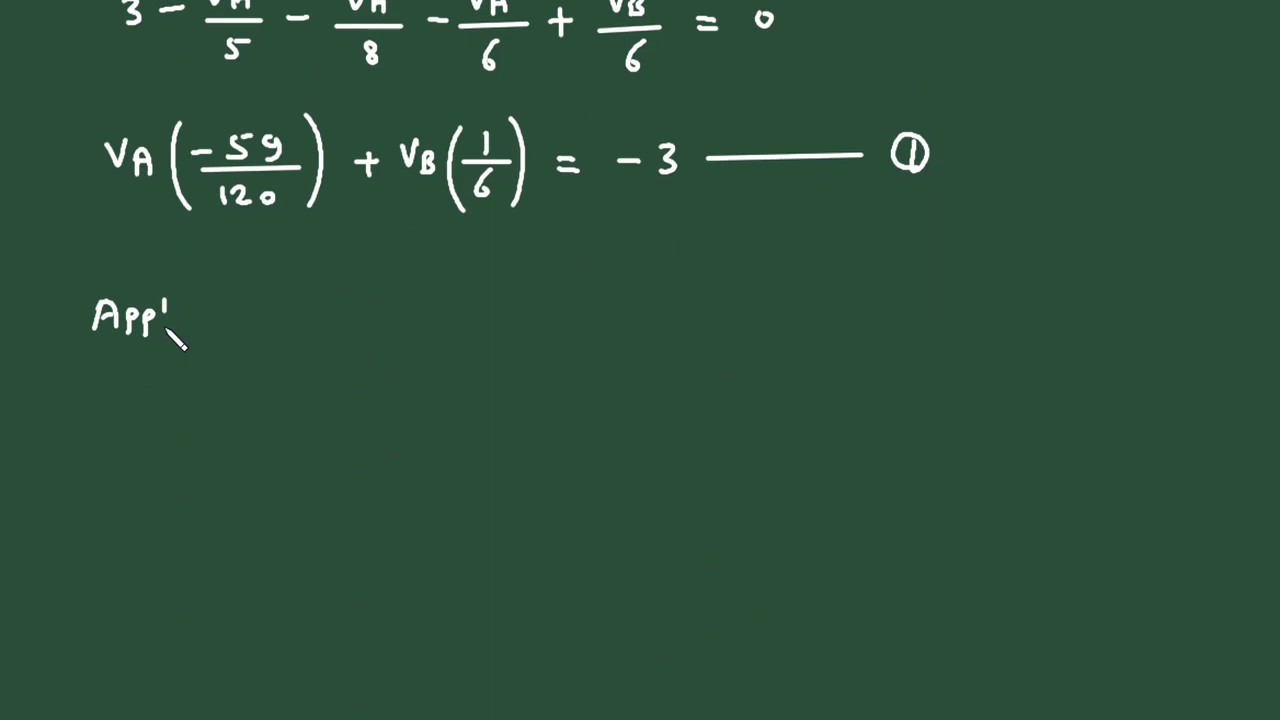 3 - VA/5 - VA/8 - VA/6 + VB/6 = 0
VA (-59/120) + VB (1/6) = -3 ——— ①
App'